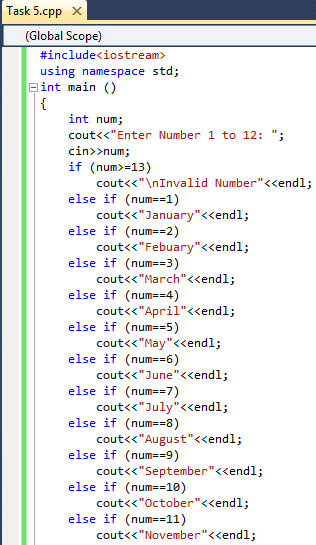 Task 5.cpp
(Global Scope)
#include<iostream>
using namespace std;
int main ()
{
    int num;
    cout<<"Enter Number 1 to 12: ";
    cin>>num;
    if (num>=13)
        cout<<"\nInvalid Number"<<endl;
    else if (num==1)
        cout<<"January"<<endl;
    else if (num==2)
        cout<<"Febuary"<<endl;
    else if (num==3)
        cout<<"March"<<endl;
    else if (num==4)
        cout<<"April"<<endl;
    else if (num==5)
        cout<<"May"<<endl;
    else if (num==6)
        cout<<"June"<<endl;
    else if (num==7)
        cout<<"July"<<endl;
    else if (num==8)
        cout<<"August"<<endl;
    else if (num==9)
        cout<<"September"<<endl;
    else if (num==10)
        cout<<"October"<<endl;
    else if (num==11)
        cout<<"November"<<endl;